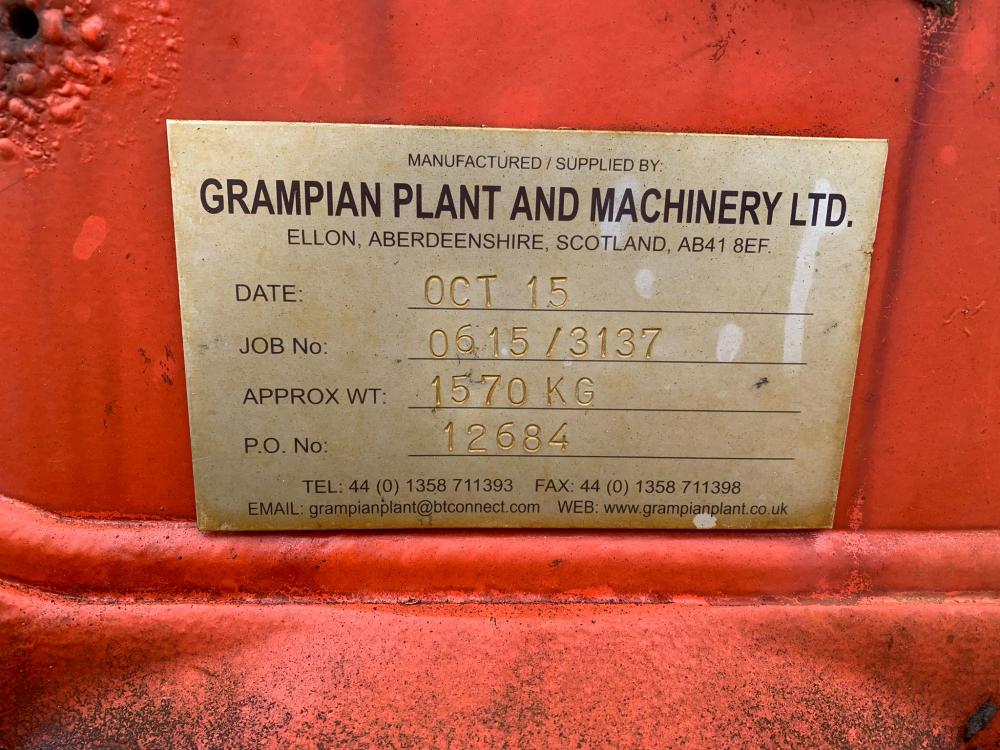 MANUFACTURED / SUPPLIED BY:
GRAMPIAN PLANT AND MACHINERY LTD.
ELLON, ABERDEENSHIRE, SCOTLAND, AB41 8EF.
DATE: OCT 15
JOB No: 0615/3137
APPROX WT: 1570 KG
P.O. No: 12684
TEL: 44 (0) 1358 711393 FAX: 44 (0) 1358 711398
EMAIL: grampianplant@btconnect.com WEB: www.grampianplant.co.uk